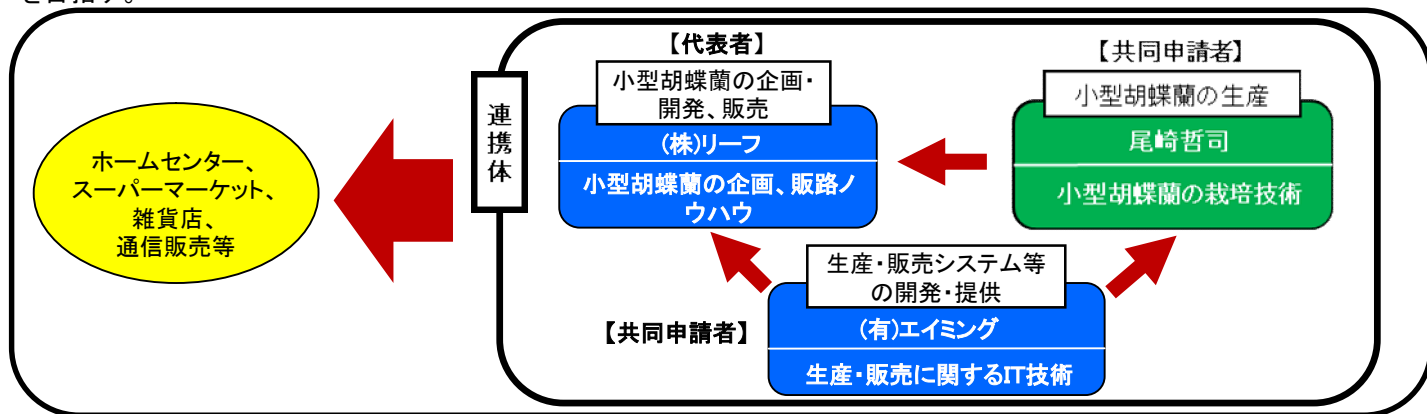 【代表者】
小型胡蝶蘭の企画・
開発、販売
(株)リーフ
小型胡蝶蘭の企画、販路ノ
ウハウ
【共同申請者】
小型胡蝶蘭の生産
尾崎哲司
小型胡蝶蘭の栽培技術
連
携
体
ホームセンター、
スーパーマーケット、
雑貨店、
通信販売等
生産・販売システム等
の開発・提供
【共同申請者】
(有)エイミング
生産・販売に関するIT技術